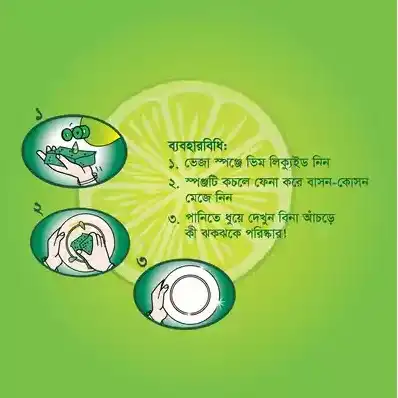 ব্যবহারবিধি:
১. ভেজা স্পঞ্জে ভিম লিক্যুইড নিন
২. স্পঞ্জটি কচলে ফেনা করে বাসন-কোসন
মেজে নিন
৩. পানিতে ধুয়ে দেখুন বিনা আঁচড়ে
কী ঝকঝকে পরিষ্কার!
১
২
৩